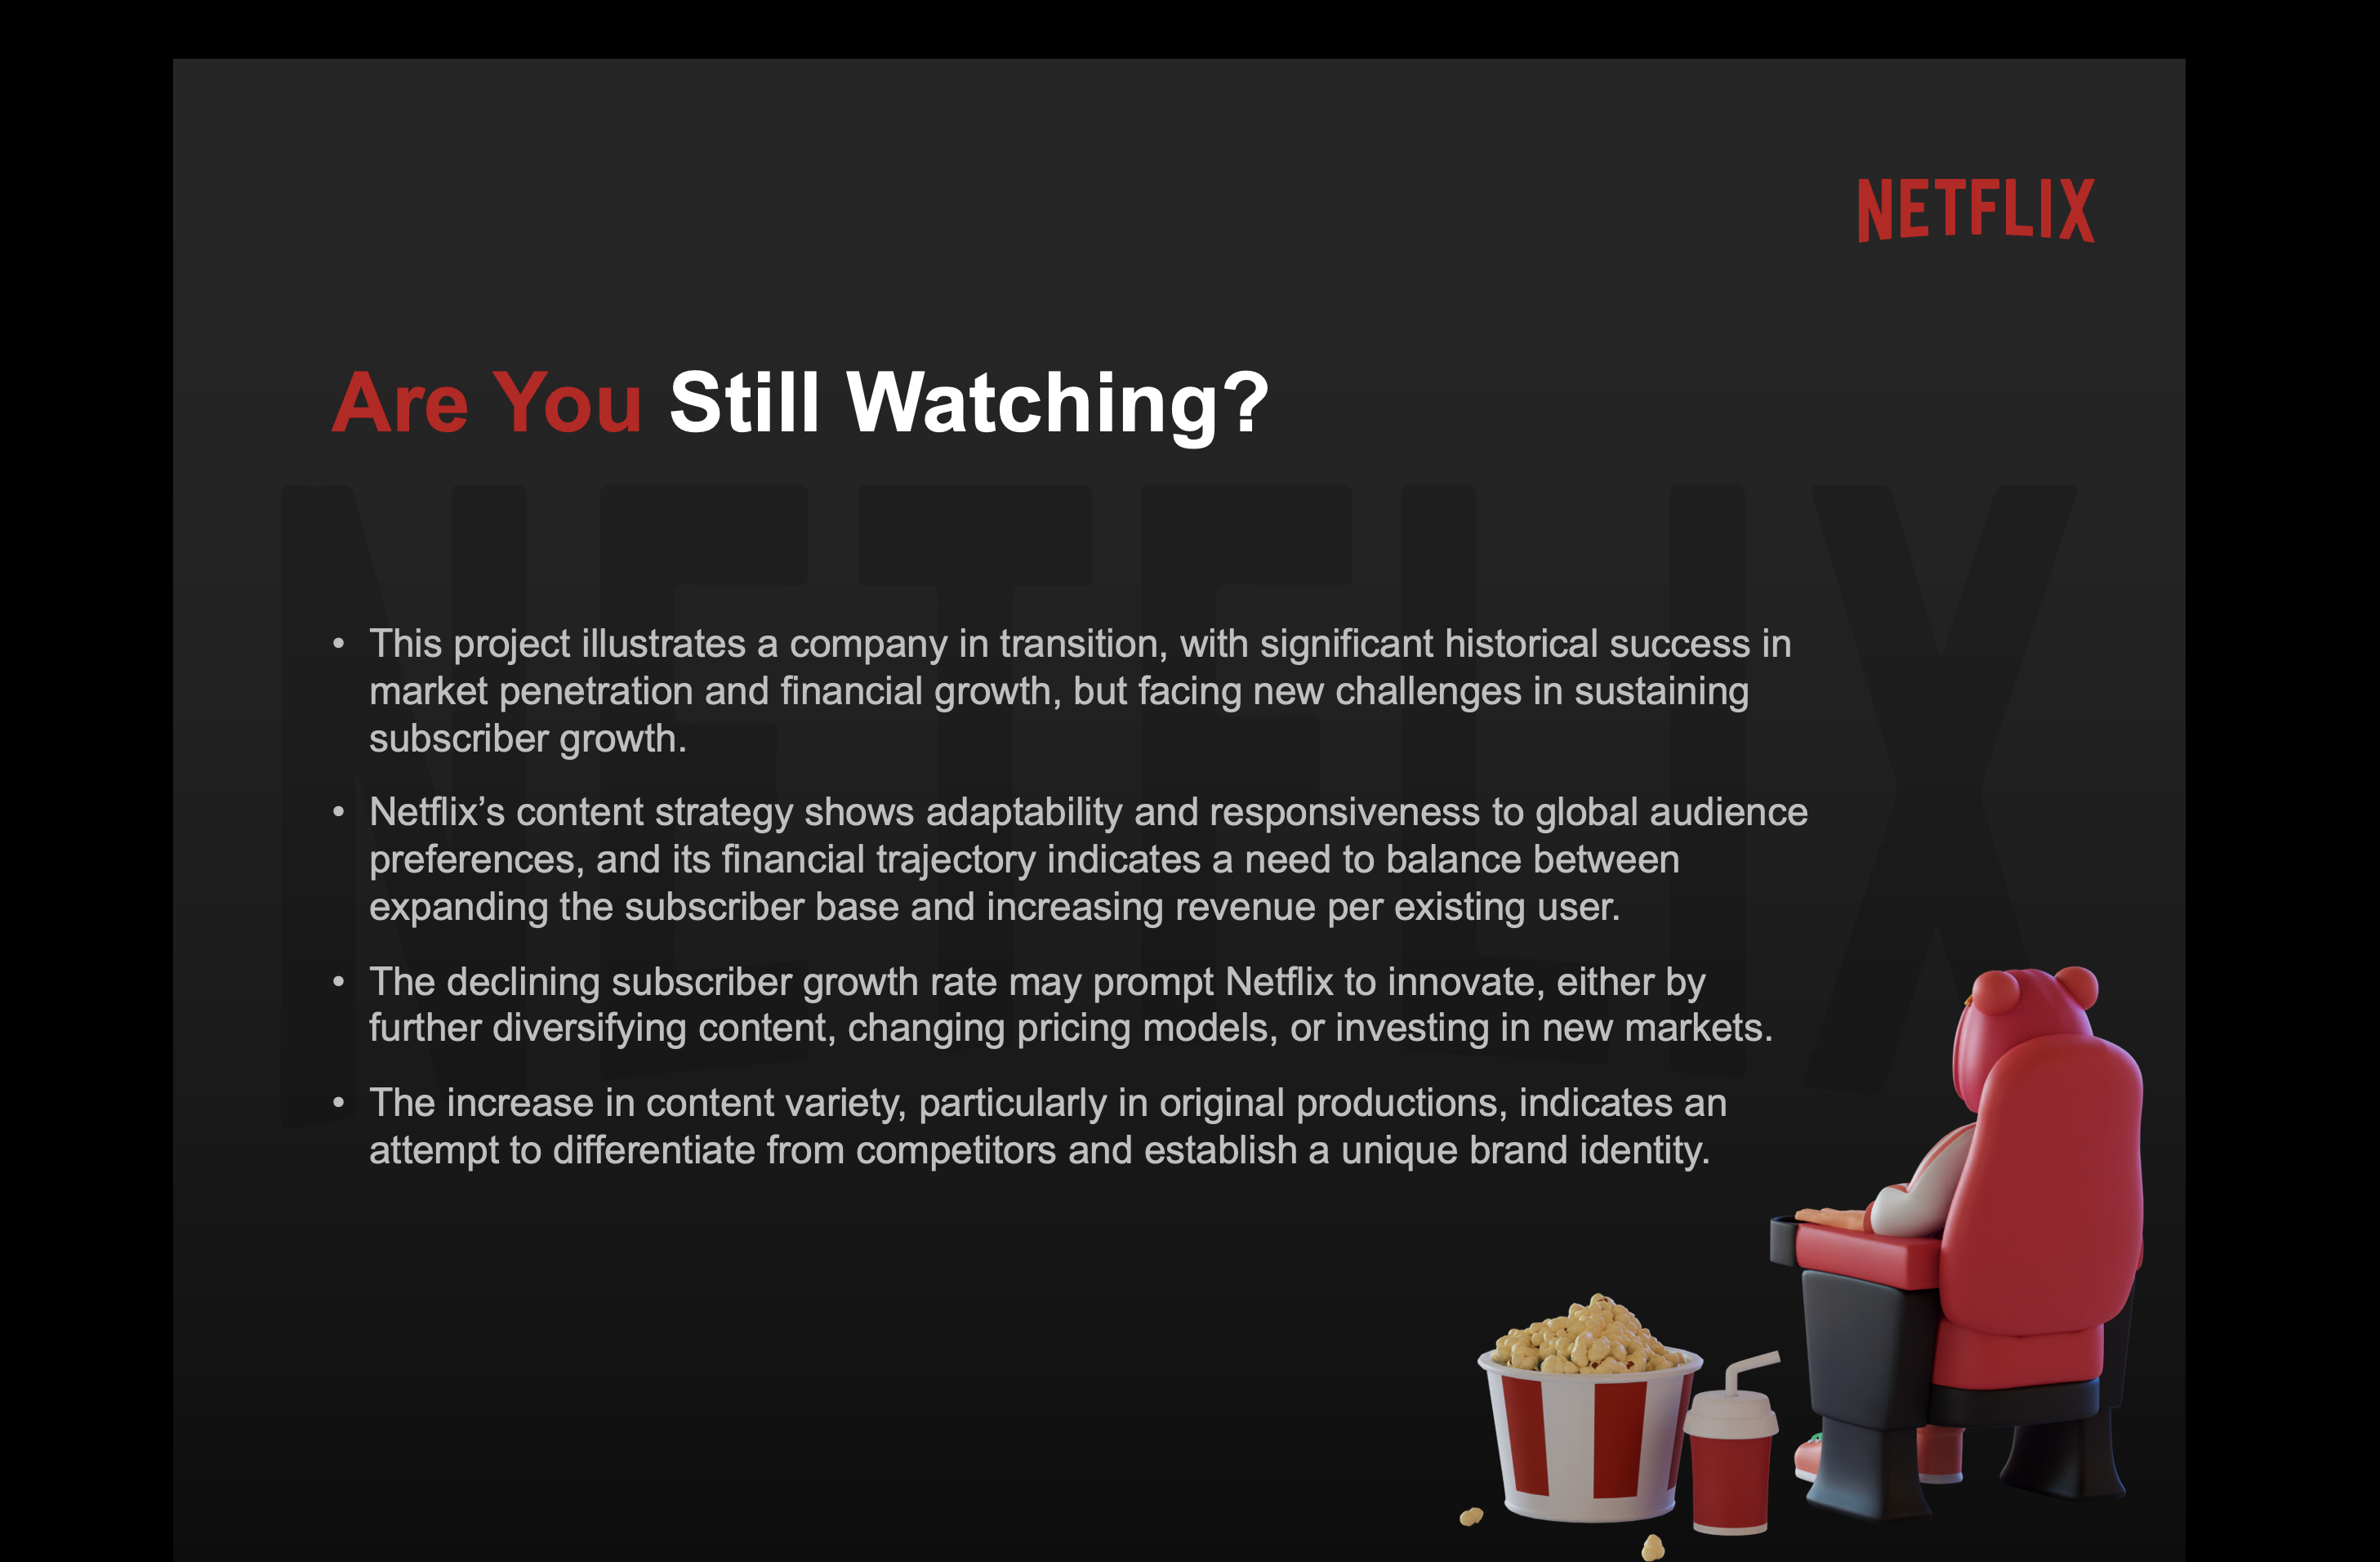 NETFLIX
Are You Still Watching?
NETFLIX
• This project illustrates a company in transition, with significant historical success in
market penetration and financial growth, but facing new challenges in sustaining
subscriber growth.
• Netflix’s content strategy shows adaptability and responsiveness to global audience
preferences, and its financial trajectory indicates a need to balance between
expanding the subscriber base and increasing revenue per existing user.
• The declining subscriber growth rate may prompt Netflix to innovate, either by
further diversifying content, changing pricing models, or investing in new markets.
• The increase in content variety, particularly in original productions, indicates an
attempt to differentiate from competitors and establish a unique brand identity.